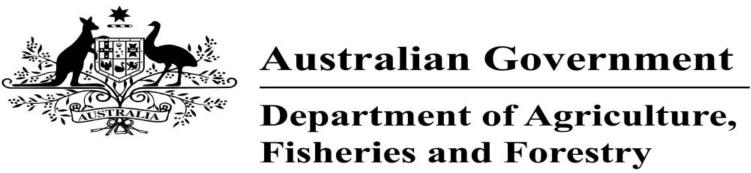 AUSTRALIA
Australian Government
Department of Agriculture,
Fisheries and Forestry